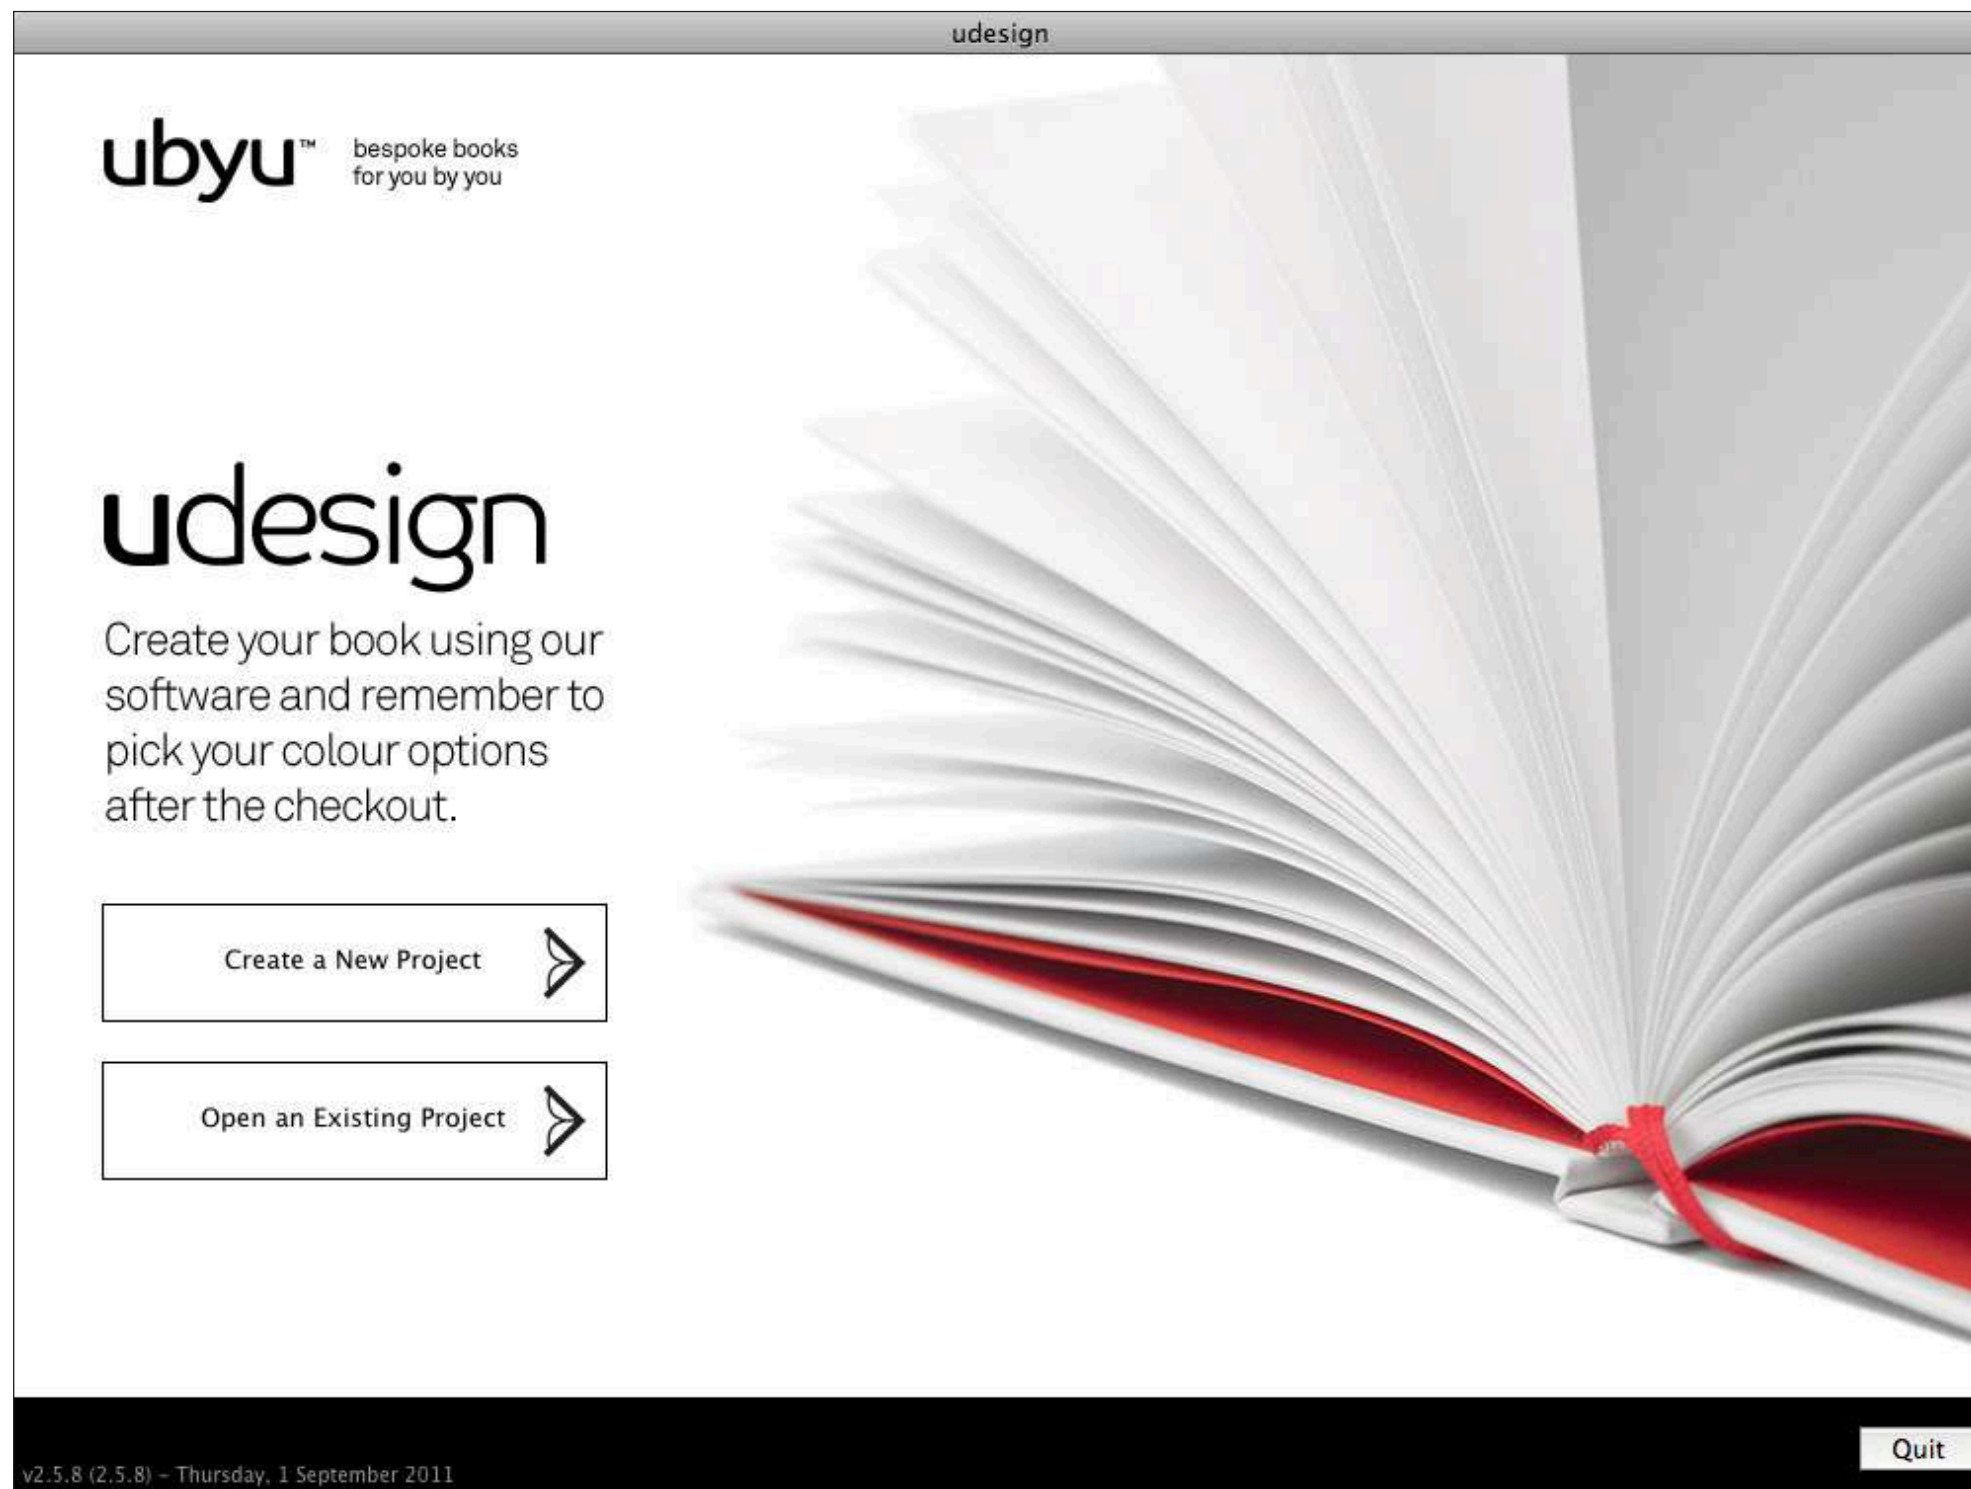 udesign
ubyu™
bespoke books
for you by you
udesign
Create your book using our
software and remember to
pick your colour options
after the checkout.
Create a New Project
Open an Existing Project
Quit
v2.5.8 (2.5.8) – Thursday, 1 September 2011